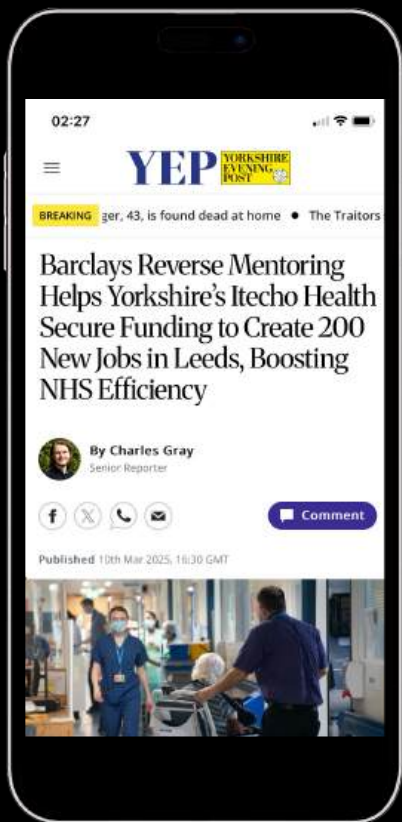 02:27
YEP YORKSHIRE
EVENING
POST
BREAKING ger, 43, is found dead at home • The Traitors
Barclays Reverse Mentoring
Helps Yorkshire's Itecho Health
Secure Funding to Create 200
New Jobs in Leeds, Boosting
NHS Efficiency
By Charles Gray
Senior Reporter
Comment
Published 10th Mar 2025, 16:30 GMT